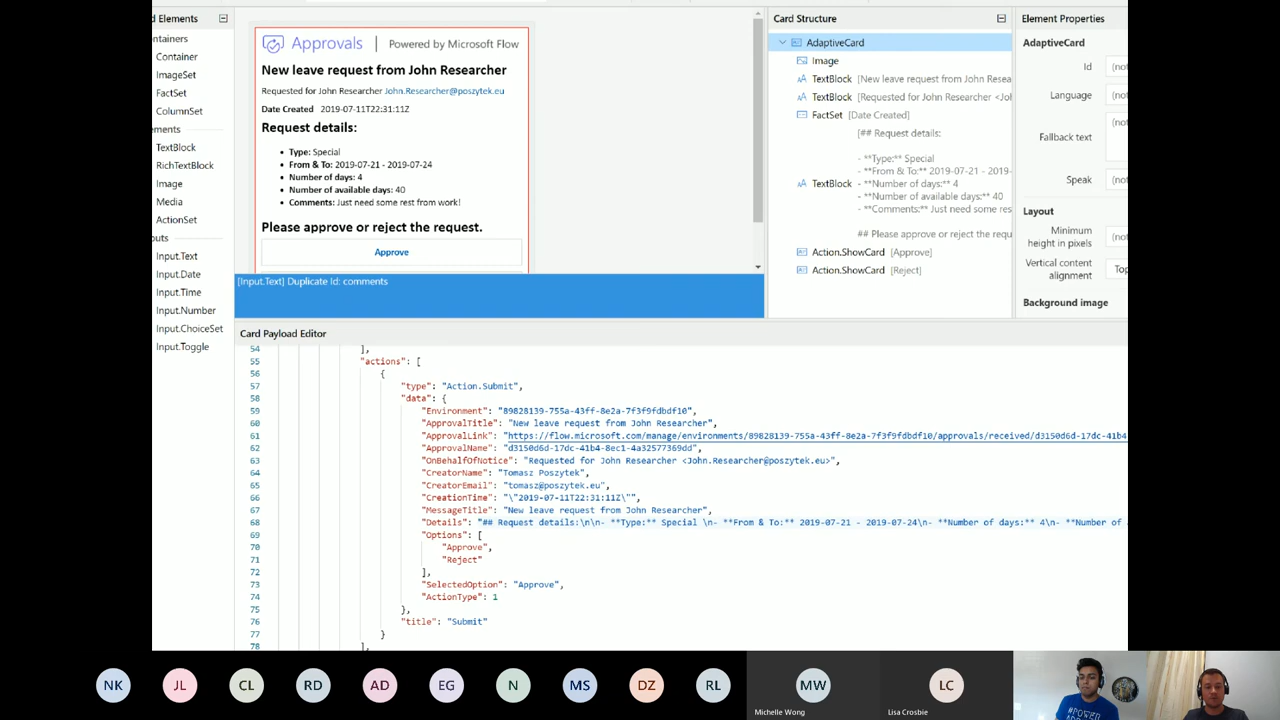 d Elements
ntainers
Container
ImageSet
FactSet
ColumnSet
ements
TextBlock
RichTextBlock
Image
Media
ActionSet
outs
Input.Text
Input.Date
Input.Time
Input.Number
Input.ChoiceSet
Input.Toggle
Approvals | Powered by Microsoft Flow
New leave request from John Researcher
Requested for John Researcher John.Researcher@poszytek.eu
Date Created 2019-07-11T22:31:11Z
Request details:
• Type: Special
• From & To: 2019-07-21 - 2019-07-24
• Number of days: 4
• Number of available days: 40
• Comments: Just need some rest from work!
Please approve or reject the request.
Approve
[Input.Text] Duplicate Id: comments
Card Structure
AdaptiveCard
Image
TextBlock [New leave request from John Resea
TextBlock [Requested for John Researcher <Joh
FactSet [Date Created]
[## Request details:
- **Type:** Special
- **From & To:** 2019-07-21 - 2019-
TextBlock - **Number of days:** 4
- **Number of available days:** 40
- **Comments:** Just need some res
## Please approve or reject the requ
Action.ShowCard [Approve]
Action.ShowCard [Reject]
Element Properties
AdaptiveCard
Id (not
Language (not
Fallback text (not
Speak (not
Layout
Minimum height in pixels (not
Vertical content alignment Top
Background image
Card Payload Editor
54 ],
55 "actions": [
56 {
57 "type": "Action.Submit",
58 "data": {
59 "Environment": "89828139-755a-43ff-8e2a-7f3f9fdbdf10",
60 "ApprovalTitle": "New leave request from John Researcher",
61 "ApprovalLink": "https://flow.microsoft.com/manage/environments/89828139-755a-43ff-8e2a-7f3f9fdbdf10/approvals/received/d3150d6d-17dc-41b4
62 "ApprovalName": "d3150d6d-17dc-41b4-8ec1-4a32577369dd",
63 "OnBehalfOfNotice": "Requested for John Researcher <John.Researcher@poszytek.eu>",
64 "CreatorName": "Tomasz Poszytek",
65 "CreatorEmail": "tomasz@poszytek.eu",
66 "CreationTime": "\"2019-07-11T22:31:11Z\"",
67 "MessageTitle": "New leave request from John Researcher",
68 "Details": "## Request details:\n\n- **Type:** Special \n- **From & To:** 2019-07-21 - 2019-07-24\n- **Number of days:** 4\n- **Number of
69 "Options": [
70 "Approve",
71 "Reject"
72 ],
73 "SelectedOption": "Approve",
74 "ActionType": 1
75 },
76 "title": "Submit"
77 }
78 ],
NK
JL
CL
RD
AD
EG
N
MS
DZ
RL
MW
Michelle Wong
LC
Lisa Crosbie